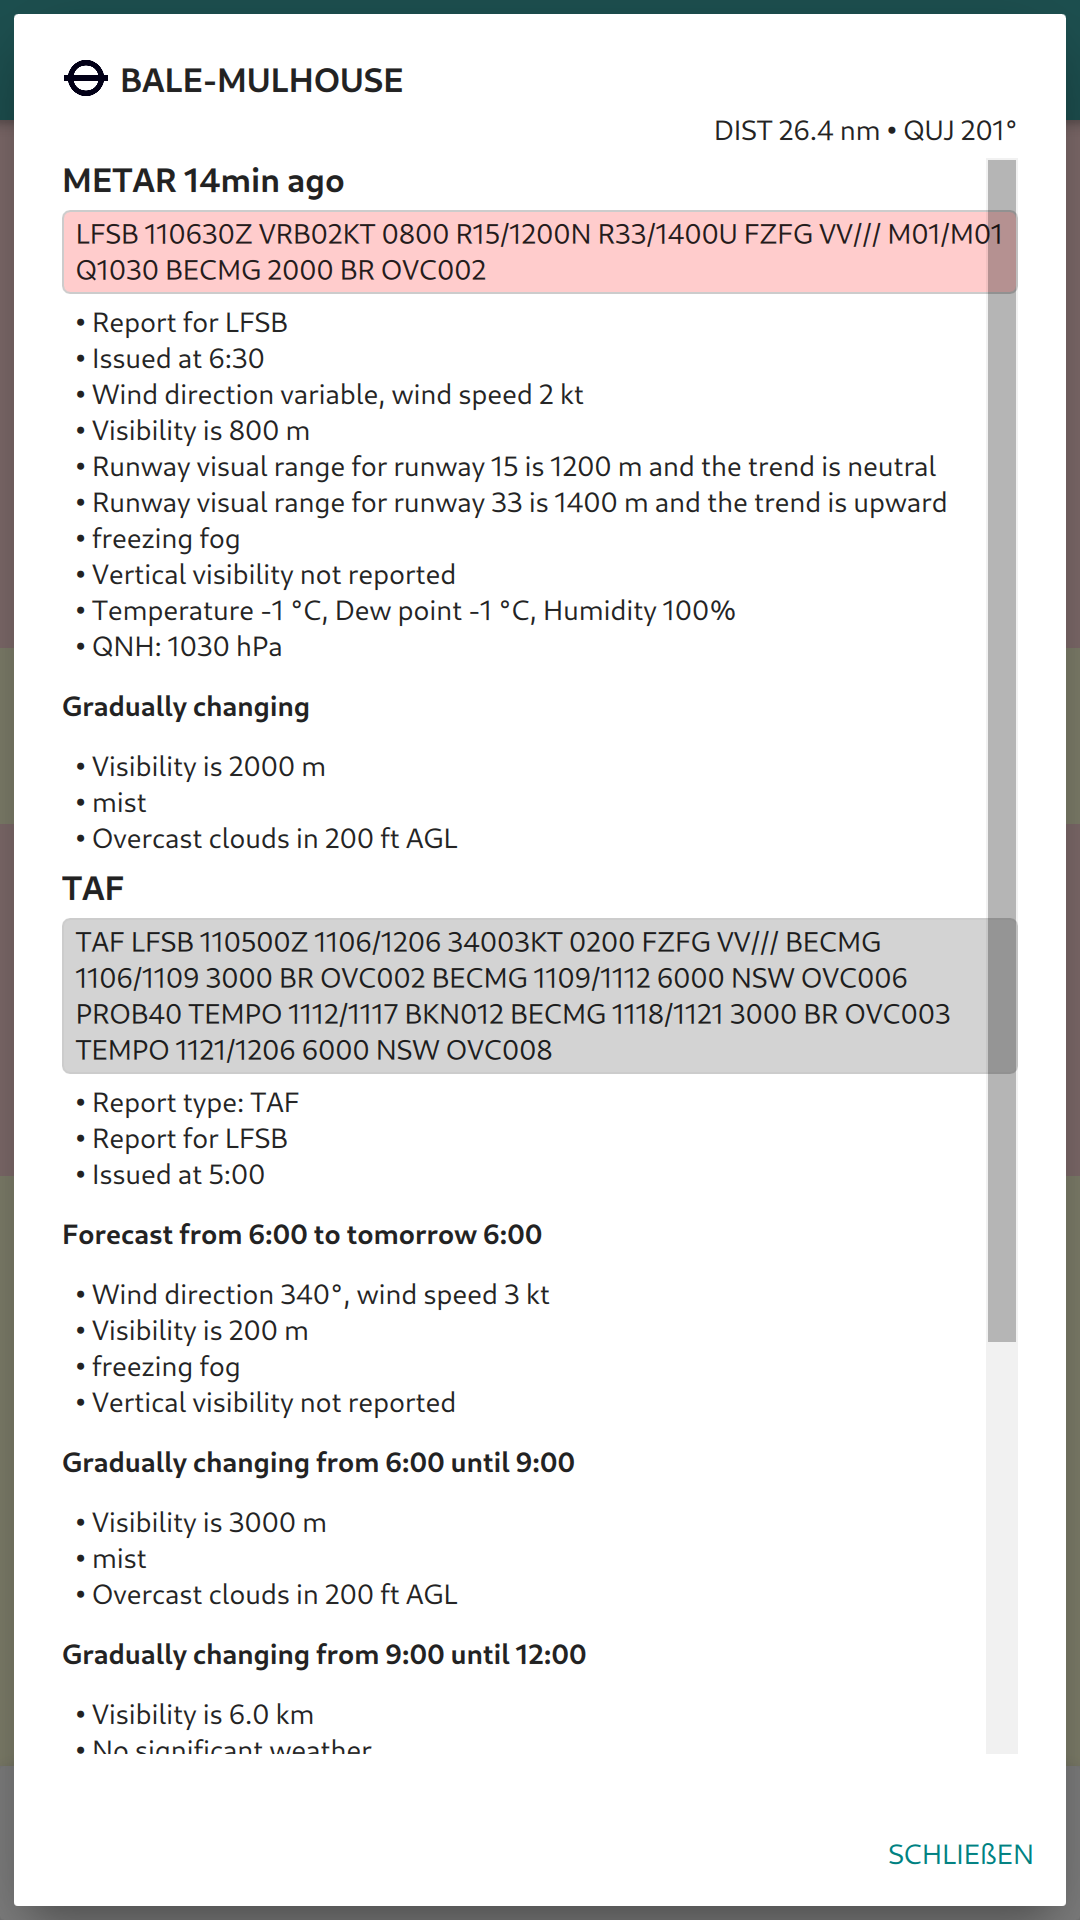 BALE-MULHOUSE
DIST 26.4 nm • QUJ 201°
METAR 14min ago
LFSB 110630Z VRB02KT 0800 R15/1200N R33/1400U FZFG VV/// M01/M01
Q1030 BECMG 2000 BR OVC002
• Report for LFSB
• Issued at 6:30
• Wind direction variable, wind speed 2 kt
• Visibility is 800 m
• Runway visual range for runway 15 is 1200 m and the trend is neutral
• Runway visual range for runway 33 is 1400 m and the trend is upward
• freezing fog
• Vertical visibility not reported
• Temperature -1 °C, Dew point -1 °C, Humidity 100%
• QNH: 1030 hPa
Gradually changing
• Visibility is 2000 m
• mist
• Overcast clouds in 200 ft AGL
TAF
TAF LFSB 110500Z 1106/1206 34003KT 0200 FZFG VV/// BECMG
1106/1109 3000 BR OVC002 BECMG 1109/1112 6000 NSW OVC006
PROB40 TEMPO 1112/1117 BKN012 BECMG 1118/1121 3000 BR OVC003
TEMPO 1121/1206 6000 NSW OVC008
• Report type: TAF
• Report for LFSB
• Issued at 5:00
Forecast from 6:00 to tomorrow 6:00
• Wind direction 340°, wind speed 3 kt
• Visibility is 200 m
• freezing fog
• Vertical visibility not reported
Gradually changing from 6:00 until 9:00
• Visibility is 3000 m
• mist
• Overcast clouds in 200 ft AGL
Gradually changing from 9:00 until 12:00
• Visibility is 6.0 km
• No significant weather
SCHLIEßEN